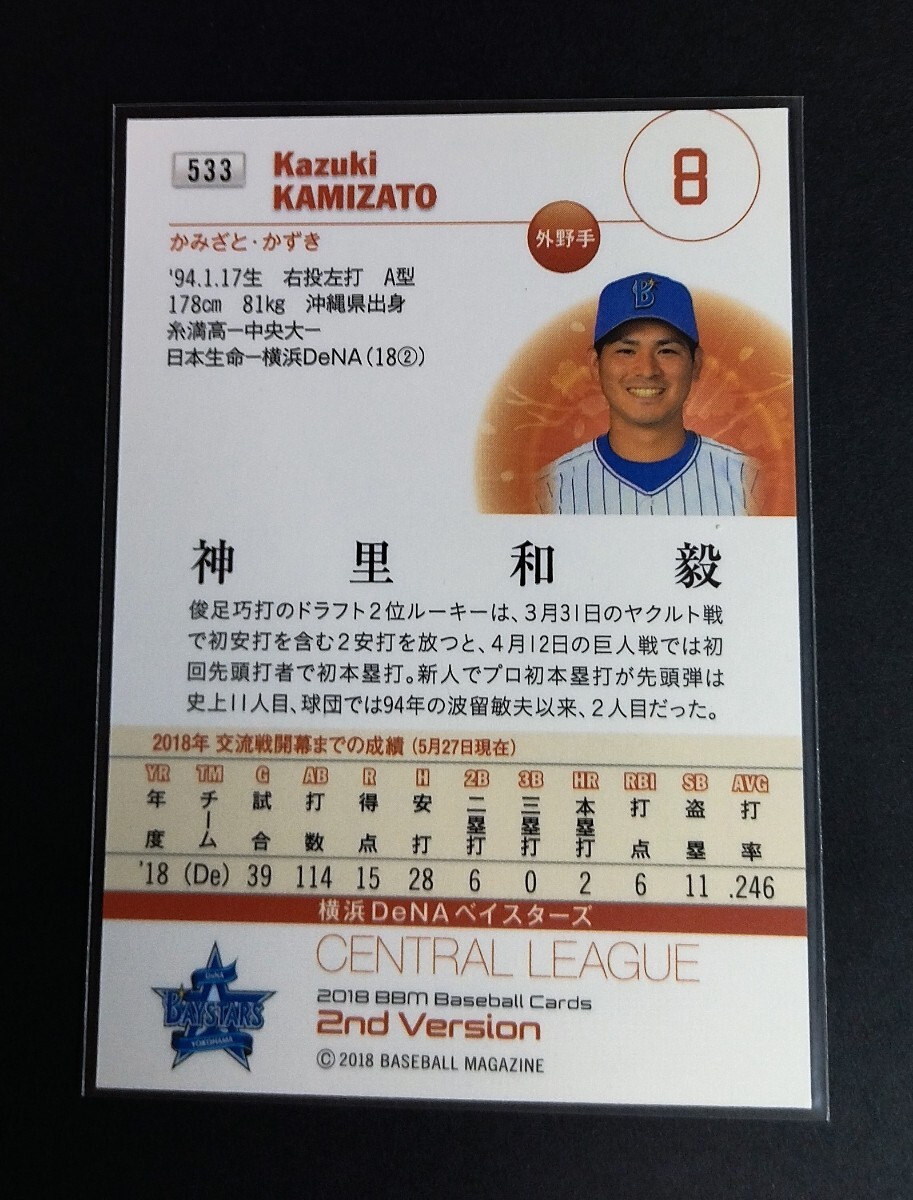 533
Kazuki
KAMIZATO
8
外野手
かみざと・かずき
'94.1.17生 右投左打 A型
178cm 81kg 沖縄県出身
糸満高ー中央大ー
日本生命ー横浜DeNA(18②)
B
神里和毅
俊足巧打のドラフト2位ルーキーは、3月31日のヤクルト戦
で初安打を含む2安打を放つと、4月12日の巨人戦では初
回先頭打者で初本塁打。新人でプロ初本塁打が先頭弾は
史上11人目、球団では94年の波留敏夫以来、2人目だった。
2018年 交流戦開幕までの成績(5月27日現在)
YR TM G AB R H 2B 3B HR RBI SB AVG
年度 チーム 試合 打数 得点 安打 二塁打 三塁打 本塁打 打点 盗塁 打率
'18 (De) 39 114 15 28 6 0 2 6 11 .246
横浜DeNAベイスターズ
CENTRAL LEAGUE
2018 BBM Baseball Cards
2nd Version
©2018 BASEBALL MAGAZINE
DeNA
BAYSTARS
YOKOHAMA